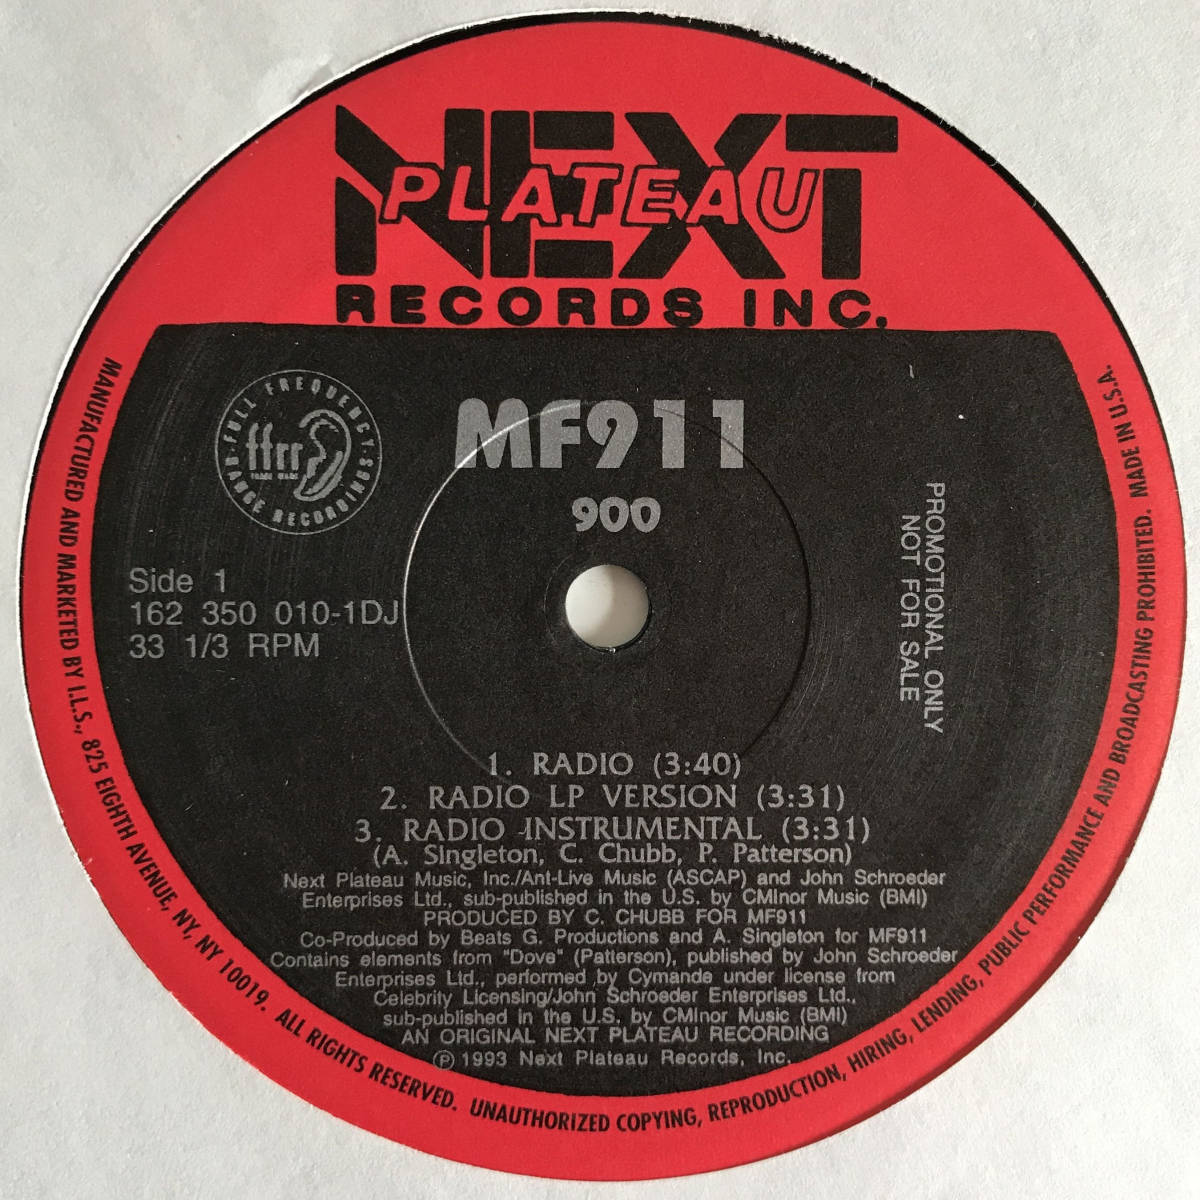 NEXT
PLATEAU
RECORDS INC.
FULL FREQUENCY
ffrr
TRADE MARK
RANGE RECORDINGS
MF911
900
Side 1
162 350 010-1DJ
33 1/3 RPM
PROMOTIONAL ONLY
NOT FOR SALE
1. RADIO (3:40)
2. RADIO LP VERSION (3:31)
3. RADIO INSTRUMENTAL (3:31)
(A. Singleton, C. Chubb, P. Patterson)
Next Plateau Music, Inc./Ant-Live Music (ASCAP) and John Schroeder
Enterprises Ltd., sub-published in the U.S. by CMinor Music (BMI)
PRODUCED BY C. CHUBB FOR MF911
Co-Produced by Beats G. Productions and A. Singleton for MF911
Contains elements from "Dove" (Patterson), published by John Schroeder
Enterprises Ltd., performed by Cymande under license from
Celebrity Licensing/John Schroeder Enterprises Ltd.,
sub-published in the U.S. by CMinor Music (BMI)
AN ORIGINAL NEXT PLATEAU RECORDING
℗ 1993 Next Plateau Records, Inc.
MANUFACTURED AND MARKETED BY I.L.S., 825 EIGHTH AVENUE, NY, NY 10019. ALL RIGHTS RESERVED. UNAUTHORIZED COPYING, REPRODUCTION, HIRING, LENDING, PUBLIC PERFORMANCE AND BROADCASTING PROHIBITED. MADE IN U.S.A.